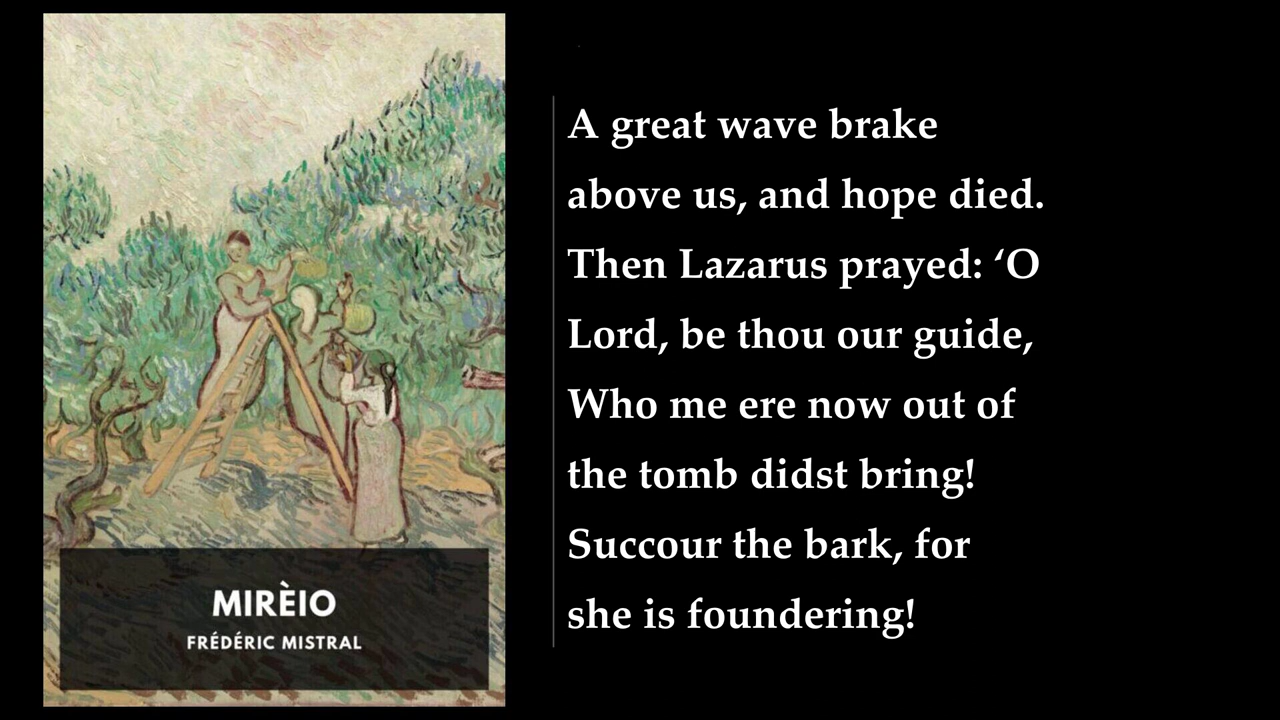 MIRÈIO
FRÉDÉRIC MISTRAL
A great wave brake
above us, and hope died.
Then Lazarus prayed: ‘O
Lord, be thou our guide,
Who me ere now out of
the tomb didst bring!
Succour the bark, for
she is foundering!